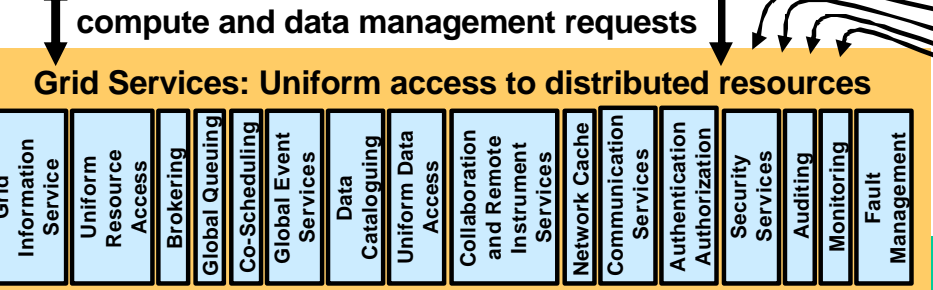 compute and data management requests
Grid Services: Uniform access to distributed resources
Grid
Information
Service
Uniform
Resource
Access
Brokering
Global Queuing
Co-Scheduling
Global Event
Services
Data
Cataloguing
Uniform Data
Access
Collaboration
and Remote
Instrument
Services
Network Cache
Communication
Services
Authentication
Authorization
Security
Services
Auditing
Monitoring
Fault
Management